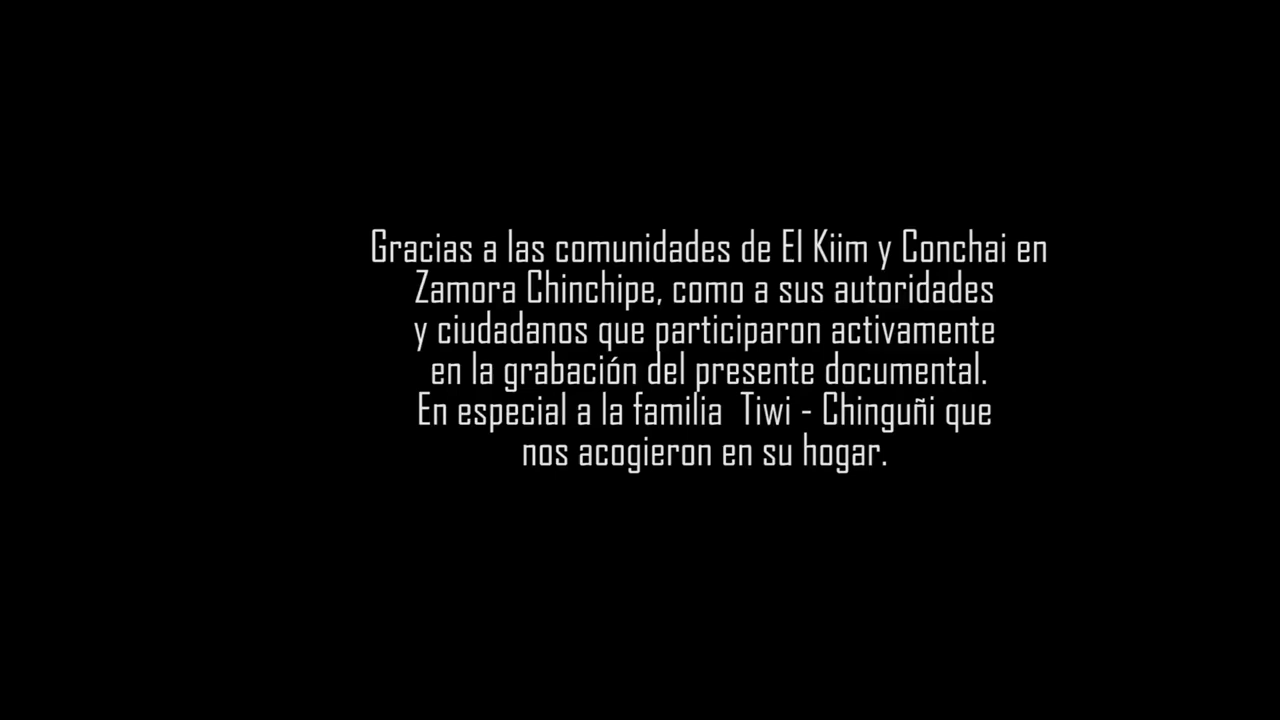 Gracias a las comunidades de El Kiim y Conchai en
Zamora Chinchipe, como a sus autoridades
y ciudadanos que participaron activamente
en la grabación del presente documental.
En especial a la familia Tiwi - Chinguñi que
nos acogieron en su hogar.